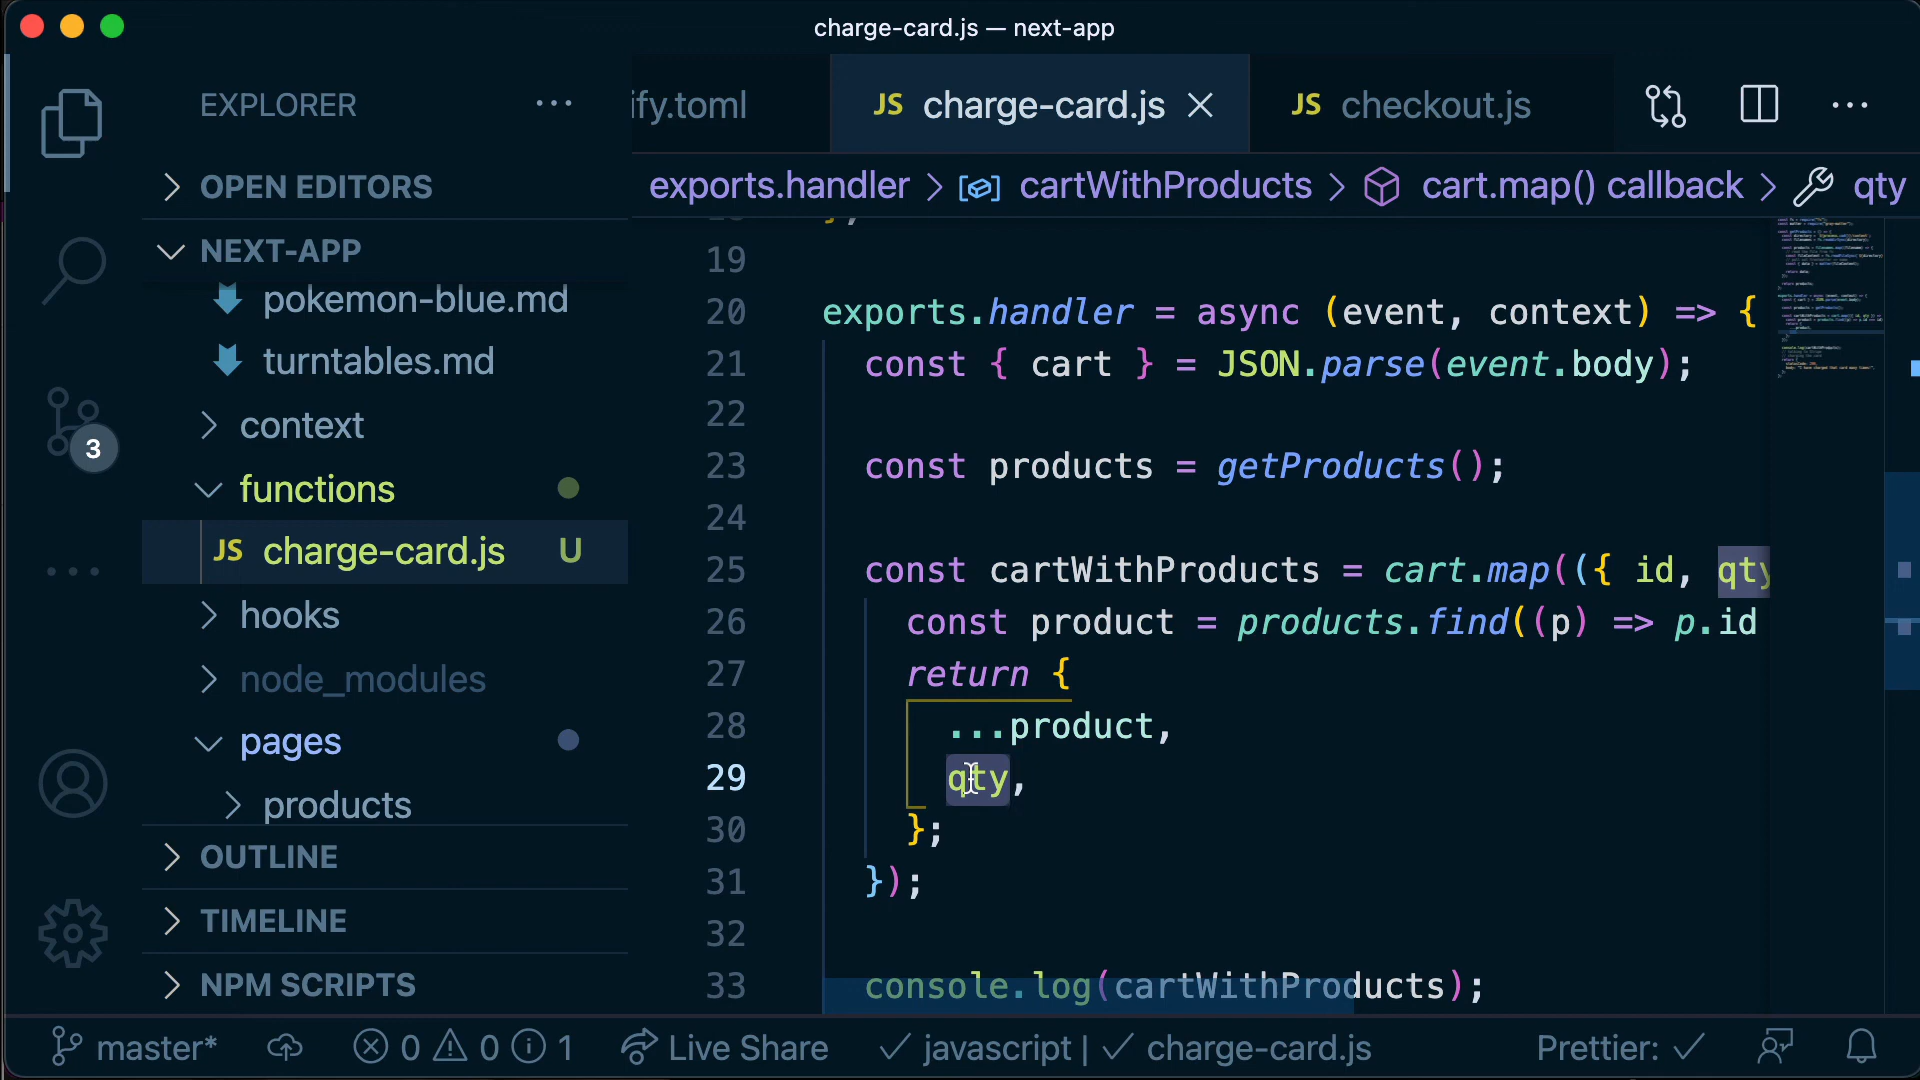 charge-card.js — next-app
EXPLORER
ify.toml
JS charge-card.js
JS checkout.js
OPEN EDITORS
exports.handler > cartWithProducts > cart.map() callback > qty
NEXT-APP
pokemon-blue.md
turntables.md
context
functions
JS charge-card.js U
hooks
node_modules
pages
products
OUTLINE
TIMELINE
NPM SCRIPTS
3
19
20 exports.handler = async (event, context) => {
21 const { cart } = JSON.parse(event.body);
22
23 const products = getProducts();
24
25 const cartWithProducts = cart.map(({ id, qty
26 const product = products.find((p) => p.id
27 return {
28 ...product,
29 qty,
30 };
31 });
32
33 console.log(cartWithProducts);
master* 0 0 1 Live Share ✓ javascript | ✓ charge-card.js Prettier: ✓